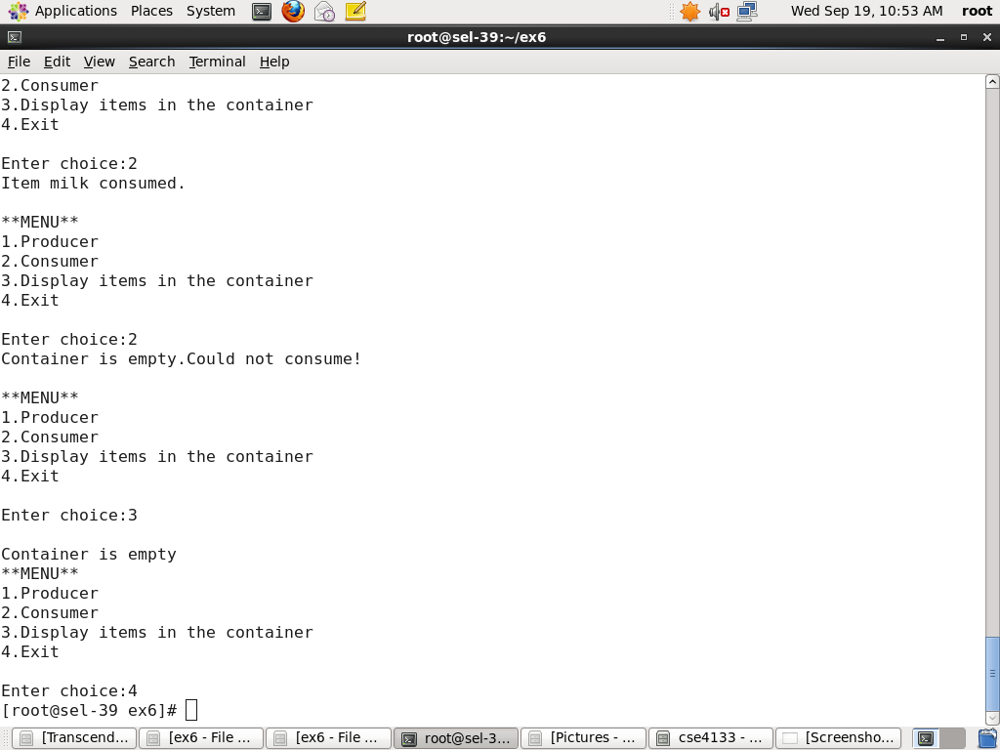 Applications Places System Wed Sep 19, 10:53 AM root
root@sel-39:~/ex6
File Edit View Search Terminal Help
2.Consumer
3.Display items in the container
4.Exit
Enter choice:2
Item milk consumed.
**MENU**
1.Producer
2.Consumer
3.Display items in the container
4.Exit
Enter choice:2
Container is empty.Could not consume!
**MENU**
1.Producer
2.Consumer
3.Display items in the container
4.Exit
Enter choice:3
Container is empty
**MENU**
1.Producer
2.Consumer
3.Display items in the container
4.Exit
Enter choice:4
[root@sel-39 ex6]#
[Transcend... [ex6 - File ... [ex6 - File ... root@sel-3... [Pictures - ... cse4133 - ... [Screensho...